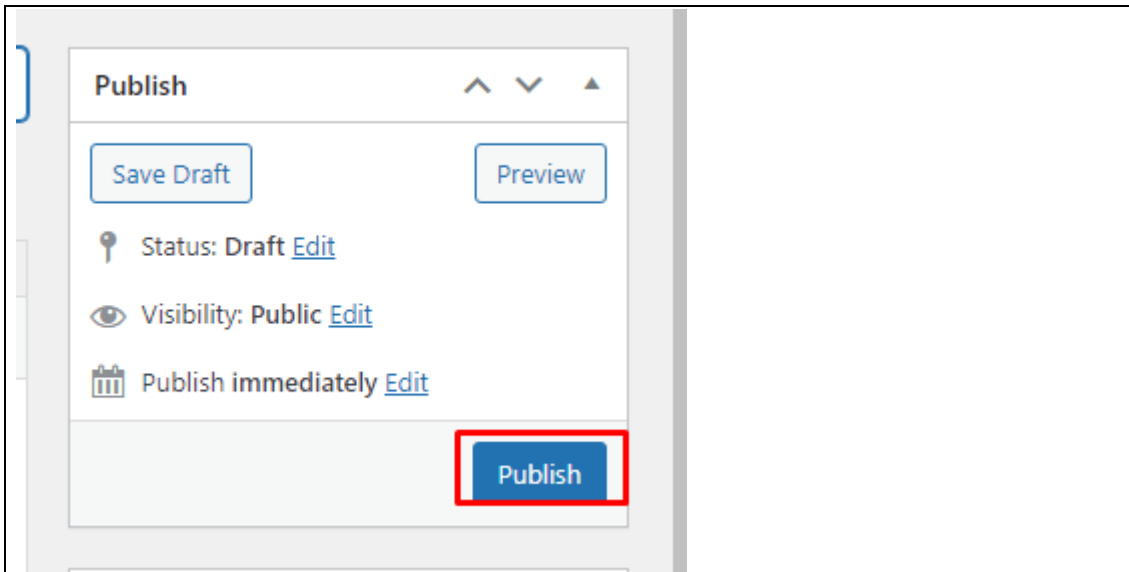 Publish
Save Draft Preview
Status: Draft Edit
Visibility: Public Edit
Publish immediately Edit
Publish